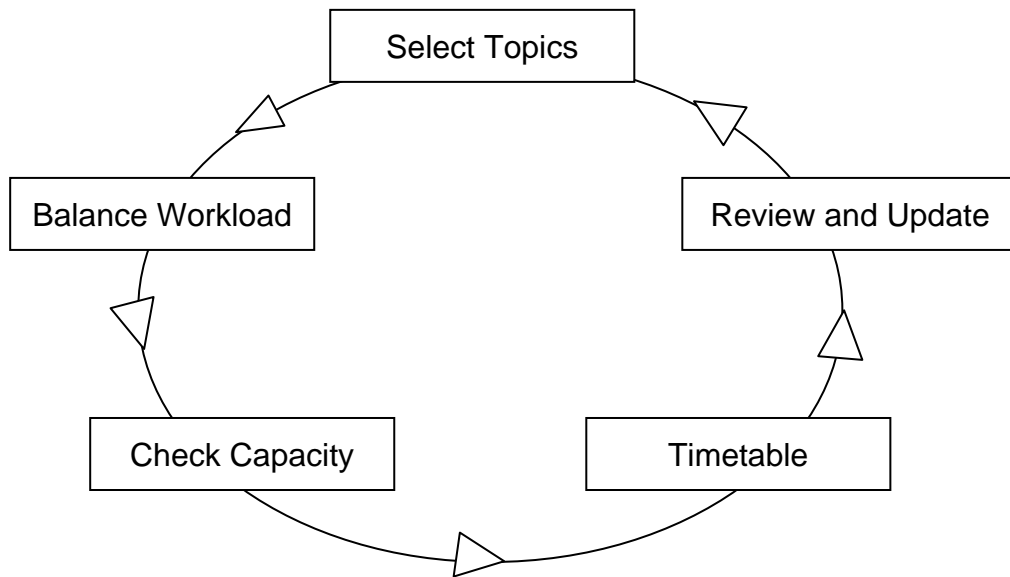 Select Topics
Balance Workload
Review and Update
Check Capacity
Timetable